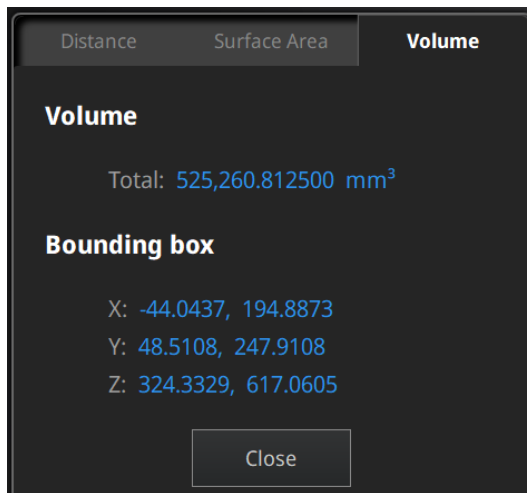 Distance Surface Area Volume
Volume
Total: 525,260.812500 mm³
Bounding box
X: -44.0437, 194.8873
Y: 48.5108, 247.9108
Z: 324.3329, 617.0605
Close